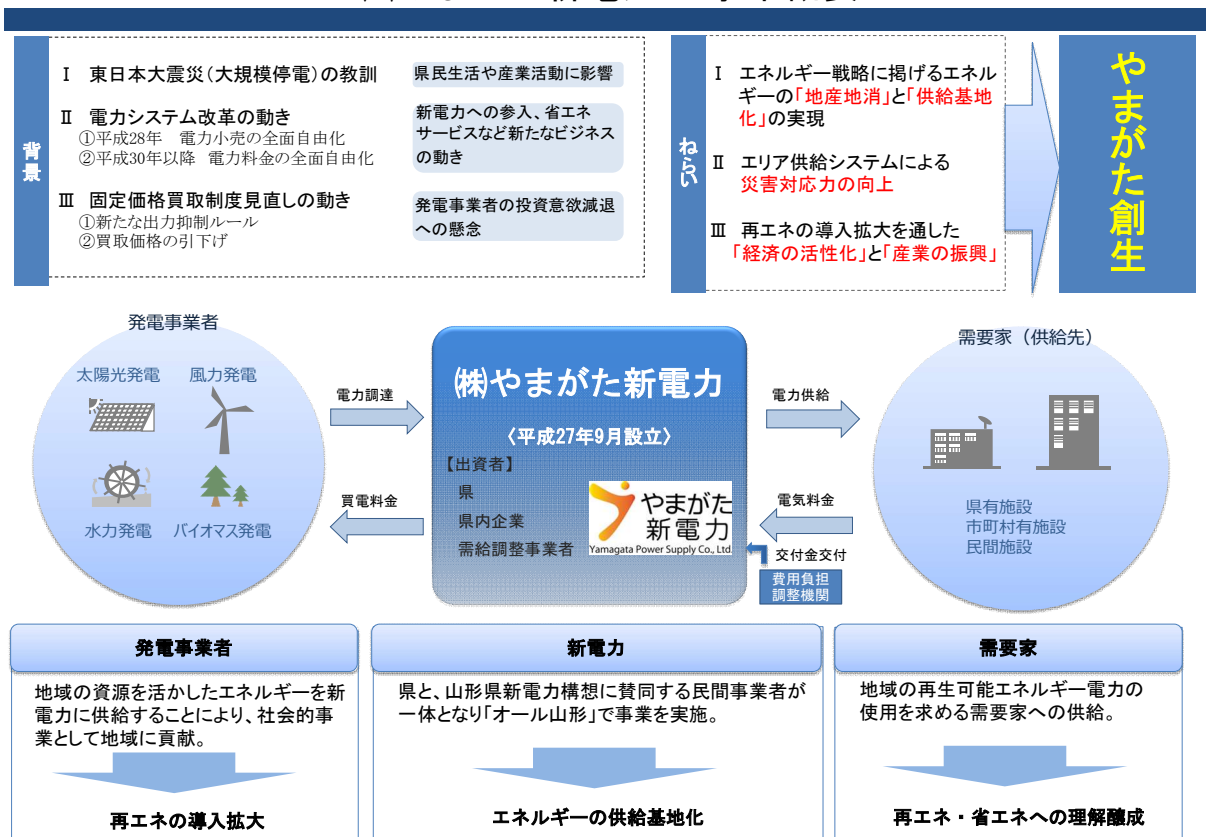 背景
Ⅰ 東日本大震災(大規模停電)の教訓
県民生活や産業活動に影響
Ⅱ 電力システム改革の動き
①平成28年 電力小売の全面自由化
②平成30年以降 電力料金の全面自由化
新電力への参入、省エネ
サービスなど新たなビジネス
の動き
Ⅲ 固定価格買取制度見直しの動き
①新たな出力抑制ルール
②買取価格の引下げ
発電事業者の投資意欲減退
への懸念
ねらい
Ⅰ エネルギー戦略に掲げるエネル
ギーの「地産地消」と「供給基地
化」の実現
Ⅱ エリア供給システムによる
災害対応力の向上
Ⅲ 再エネの導入拡大を通した
「経済の活性化」と「産業の振興」
やまがた創生
発電事業者
太陽光発電 風力発電
水力発電 バイオマス発電
電力調達
買電料金
㈱やまがた新電力
〈平成27年9月設立〉
【出資者】
県
県内企業
需給調整事業者
やまがた
新電力
Yamagata Power Supply Co., Ltd.
電力供給
電気料金
交付金交付
費用負担
調整機関
需要家(供給先)
県有施設
市町村有施設
民間施設
発電事業者
地域の資源を活かしたエネルギーを新
電力に供給することにより、社会的事
業として地域に貢献。
再エネの導入拡大
新電力
県と、山形県新電力構想に賛同する民間事業者が
一体となり「オール山形」で事業を実施。
エネルギーの供給基地化
需要家
地域の再生可能エネルギー電力の
使用を求める需要家への供給。
再エネ・省エネへの理解醸成